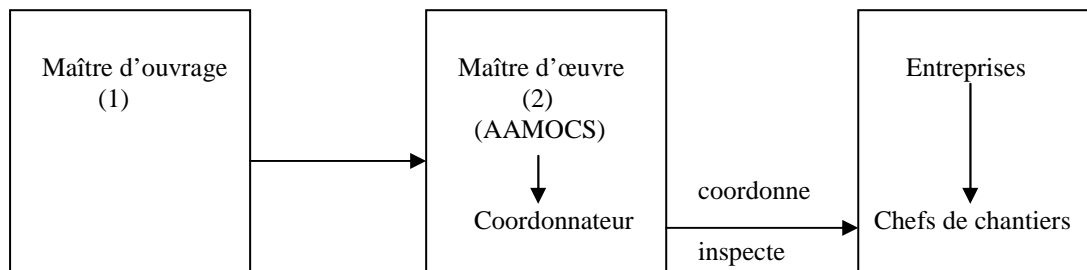 Maître d’ouvrage
(1)
Maître d’œuvre
(2)
(AAMOCS)
Coordonnateur
coordonne
inspecte
Entreprises
Chefs de chantiers